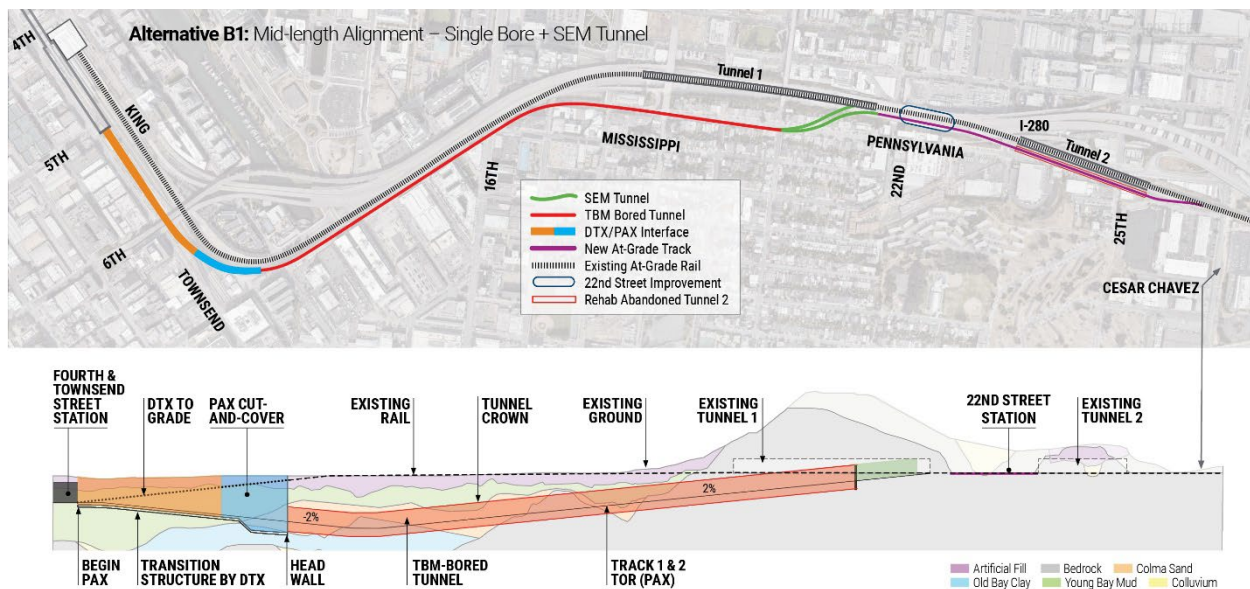 Alternative B1: Mid-length Alignment – Single Bore + SEM Tunnel
4TH
KING
5TH
6TH
TOWNSEND
16TH
MISSISSIPPI
Tunnel 1
PENNSYLVANIA
22ND
I-280
Tunnel 2
25TH
CESAR CHAVEZ
SEM Tunnel
TBM Bored Tunnel
DTX/PAX Interface
New At-Grade Track
Existing At-Grade Rail
22nd Street Improvement
Rehab Abandoned Tunnel 2
FOURTH &
TOWNSEND
STREET
STATION
DTX TO
GRADE
PAX CUT-
AND-COVER
EXISTING
RAIL
TUNNEL
CROWN
EXISTING
GROUND
EXISTING
TUNNEL 1
22ND STREET
STATION
EXISTING
TUNNEL 2
-2%
2%
BEGIN
PAX
TRANSITION
STRUCTURE BY DTX
HEAD
WALL
TBM-BORED
TUNNEL
TRACK 1 & 2
TOR (PAX)
Artificial Fill
Bedrock
Colma Sand
Old Bay Clay
Young Bay Mud
Colluvium